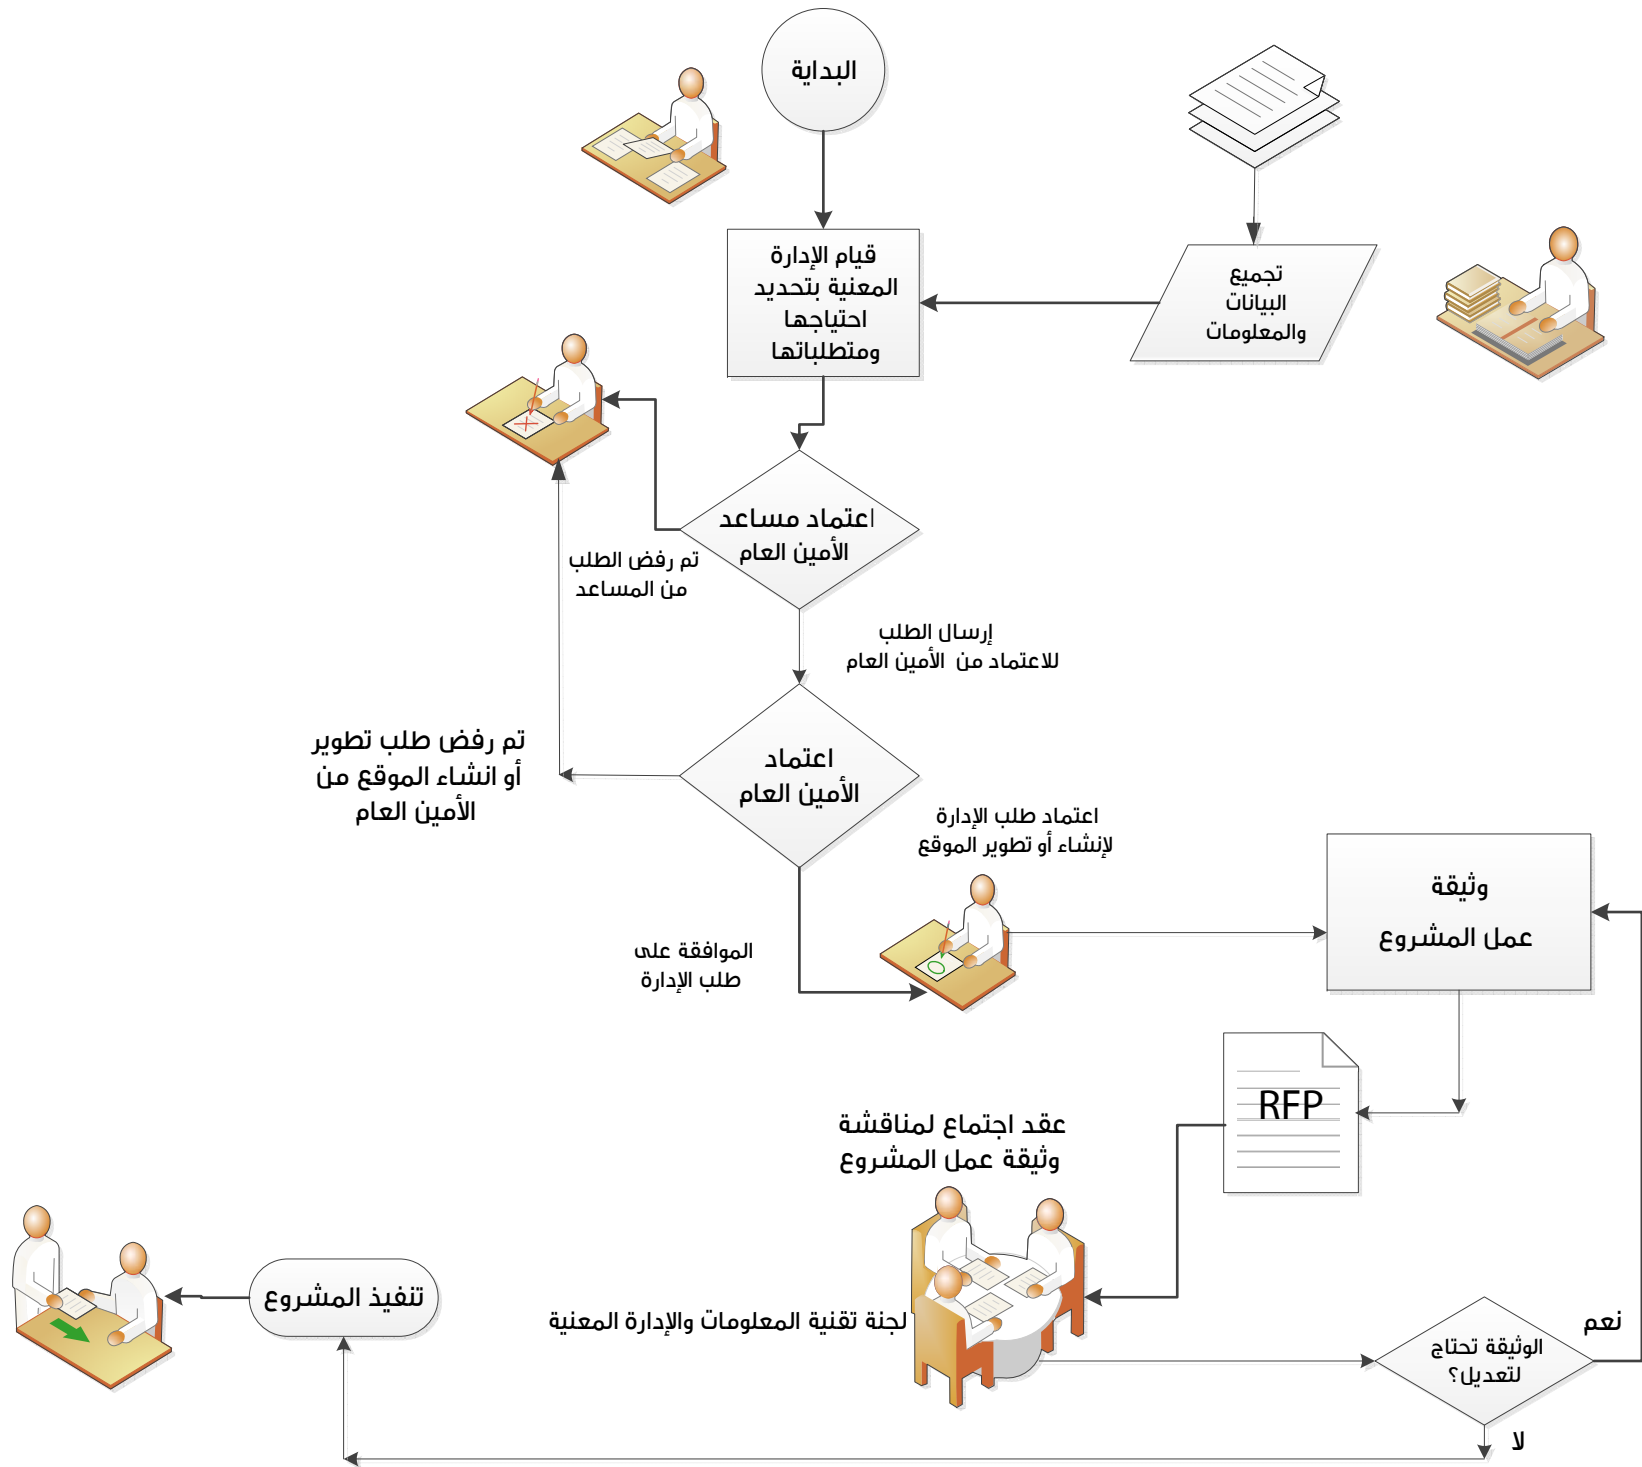 البداية
قيام الإدارة
المعنية بتحديد
احتياجها
ومتطلباتها
تجميع
البيانات
والمعلومات
اعتماد مساعد
الأمين العام
تم رفض الطلب
من المساعد
إرسال الطلب
للاعتماد من الأمين العام
اعتماد
الأمين العام
تم رفض طلب تطوير
أو انشاء الموقع من
الأمين العام
اعتماد طلب الإدارة
لإنشاء أو تطوير الموقع
الموافقة على
طلب الإدارة
وثيقة
عمل المشروع
RFP
عقد اجتماع لمناقشة
وثيقة عمل المشروع
لجنة تقنية المعلومات والإدارة المعنية
الوثيقة تحتاج
لتعديل؟
نعم
لا
تنفيذ المشروع